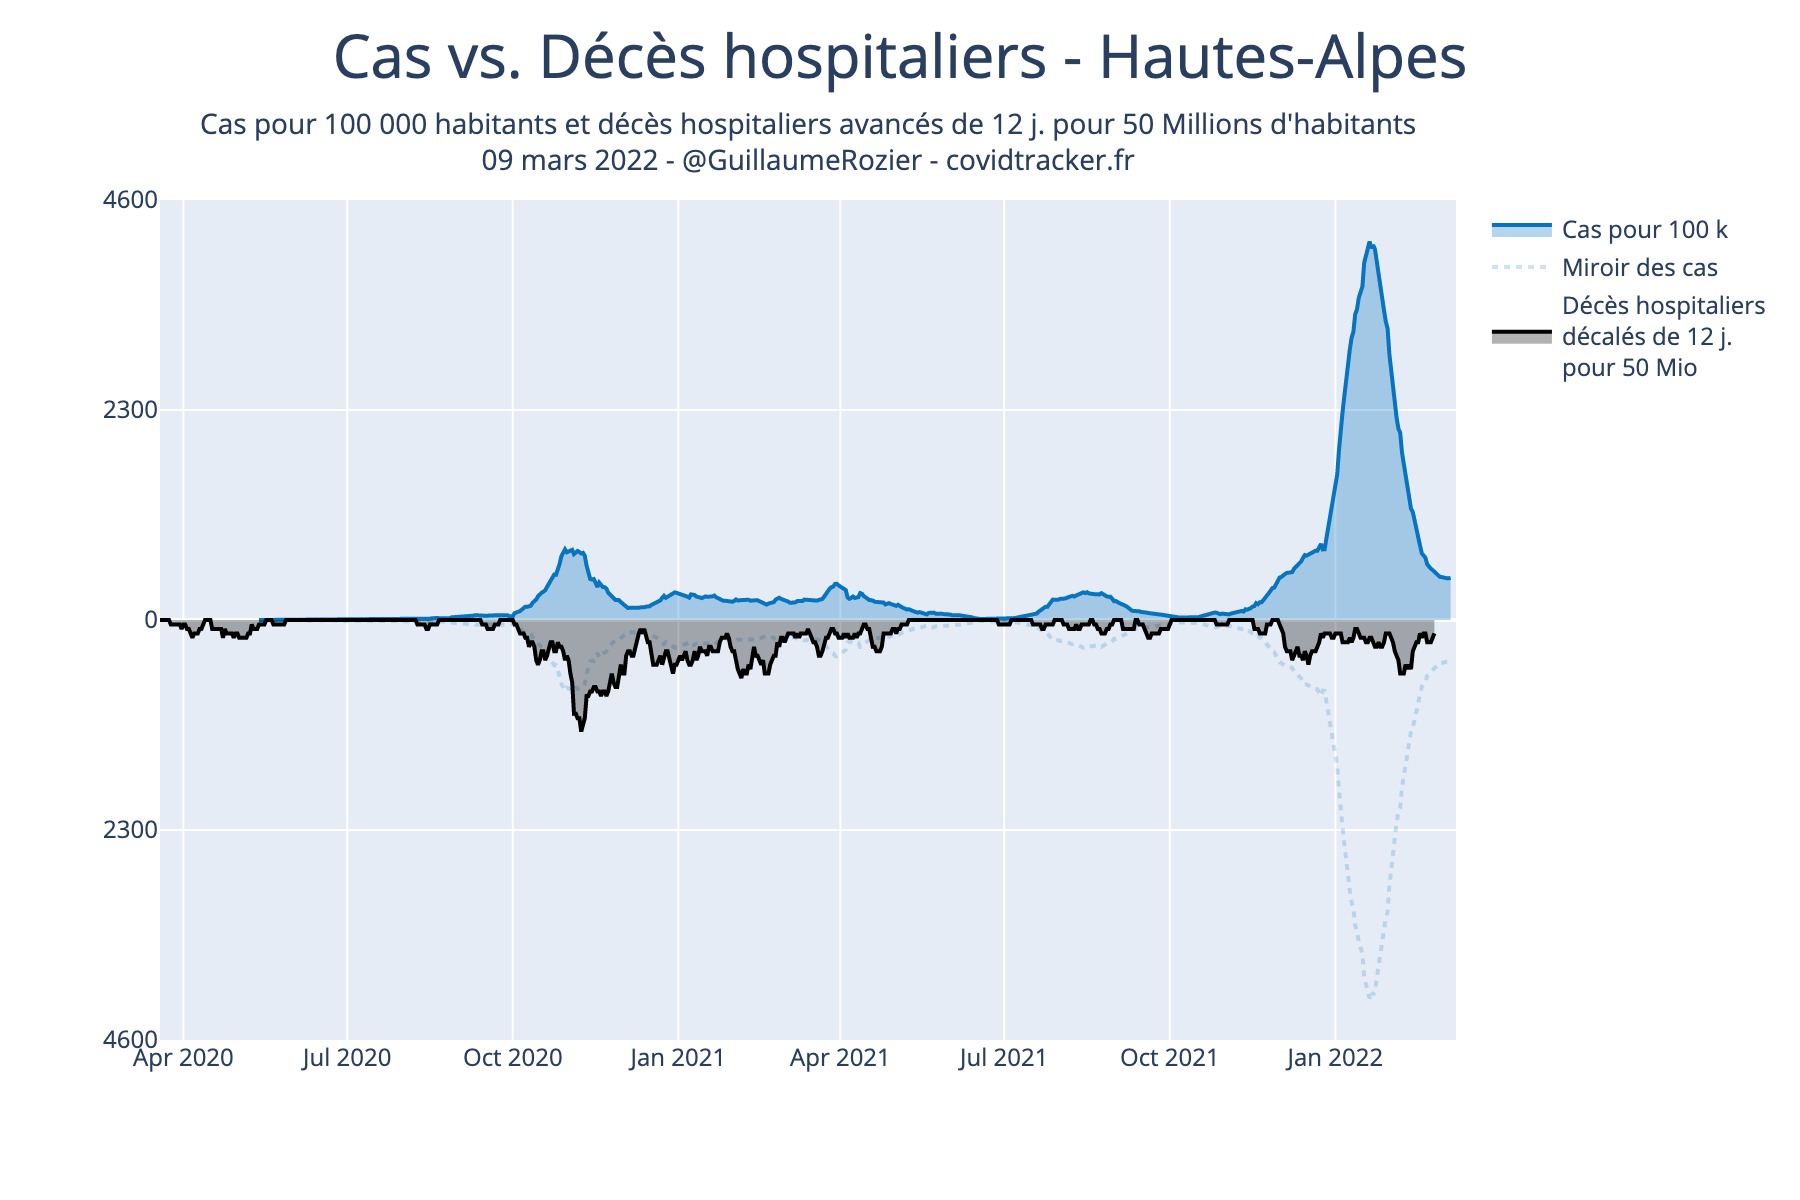 Cas vs. Décès hospitaliers - Hautes-Alpes
Cas pour 100 000 habitants et décès hospitaliers avancés de 12 j. pour 50 Millions d'habitants
09 mars 2022 - @GuillaumeRozier - covidtracker.fr
4600
2300
0
2300
4600
Apr 2020
Jul 2020
Oct 2020
Jan 2021
Apr 2021
Jul 2021
Oct 2021
Jan 2022
Cas pour 100 k
Miroir des cas
Décès hospitaliers
décalés de 12 j.
pour 50 Mio